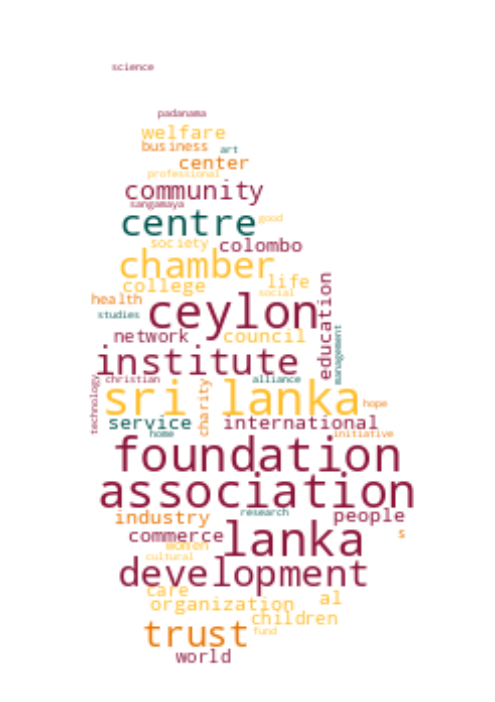 science
padanama
welfare
business art
center
professional
community
sangamaya
centre good
society colombo
chamber
college life
social
health ceylon
studies
education
network council
management
institute
christian alliance
technology
sri lanka
charity
hope
service international
home initiative
foundation
association
research
industry people
commerce lanka
s
women
cultural
development
care
organization al
children
trust fund
world